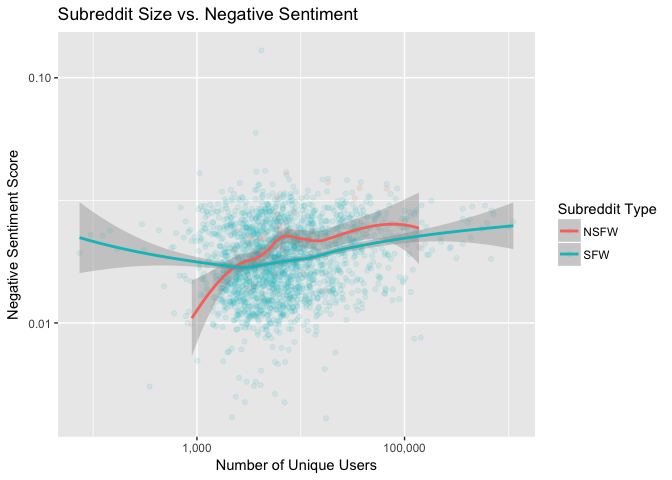 Subreddit Size vs. Negative Sentiment
Negative Sentiment Score
0.10
0.01
1,000
100,000
Number of Unique Users
Subreddit Type
NSFW
SFW